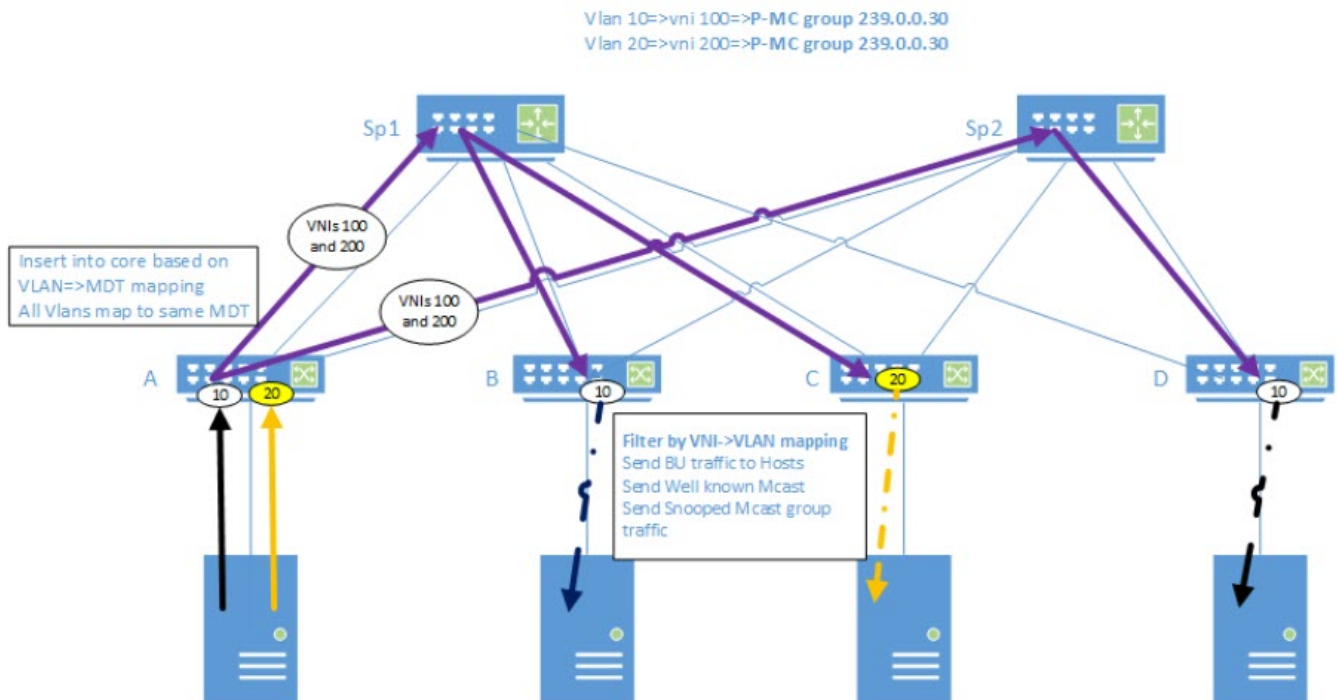 Vlan 10=>vni 100=>P-MC group 239.0.0.30
Vlan 20=>vni 200=>P-MC group 239.0.0.30
Sp1
Sp2
VNIs 100
and 200
Insert into core based on
VLAN=>MDT mapping
All Vlans map to same MDT
VNIs 100
and 200
A
10
20
B
10
C
20
D
10
Filter by VNI->VLAN mapping
Send BU traffic to Hosts
Send Well known Mcast
Send Snooped Mcast group
traffic